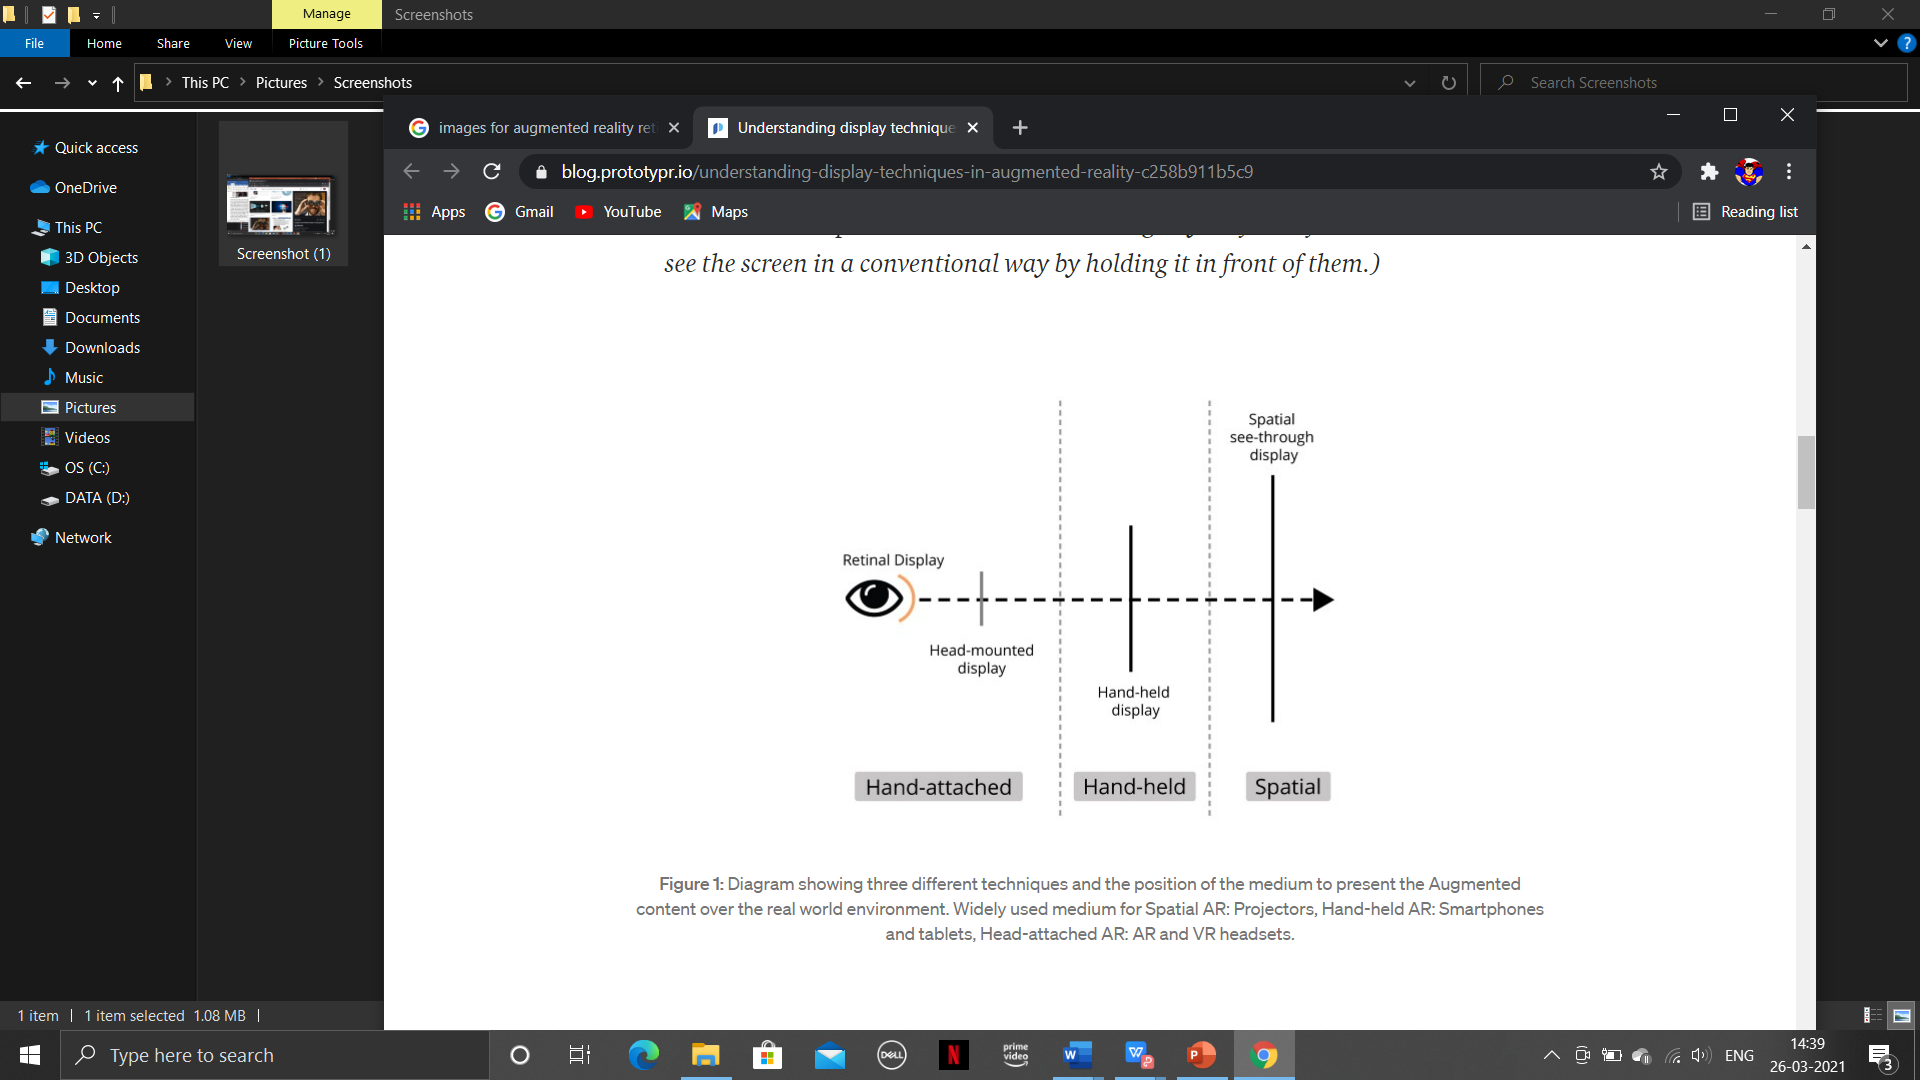 Manage
Screenshots
File
Home
Share
View
Picture Tools
This PC
Pictures
Screenshots
Search Screenshots
Quick access
OneDrive
This PC
3D Objects
Desktop
Documents
Downloads
Music
Pictures
Videos
OS (C:)
DATA (D:)
Network
Screenshot (1)
1 item
1 item selected 1.08 MB
images for augmented reality ret
Understanding display technique
blog.prototypr.io/understanding-display-techniques-in-augmented-reality-c258b911b5c9
Apps
Gmail
YouTube
Maps
Reading list
see the screen in a conventional way by holding it in front of them.)
Spatial
see-through
display
Retinal Display
Head-mounted
display
Hand-held
display
Hand-attached
Hand-held
Spatial
Figure 1: Diagram showing three different techniques and the position of the medium to present the Augmented
content over the real world environment. Widely used medium for Spatial AR: Projectors, Hand-held AR: Smartphones
and tablets, Head-attached AR: AR and VR headsets.
Type here to search
DELL
N
prime
video
W
W
P
P
ENG
14:39
26-03-2021
3